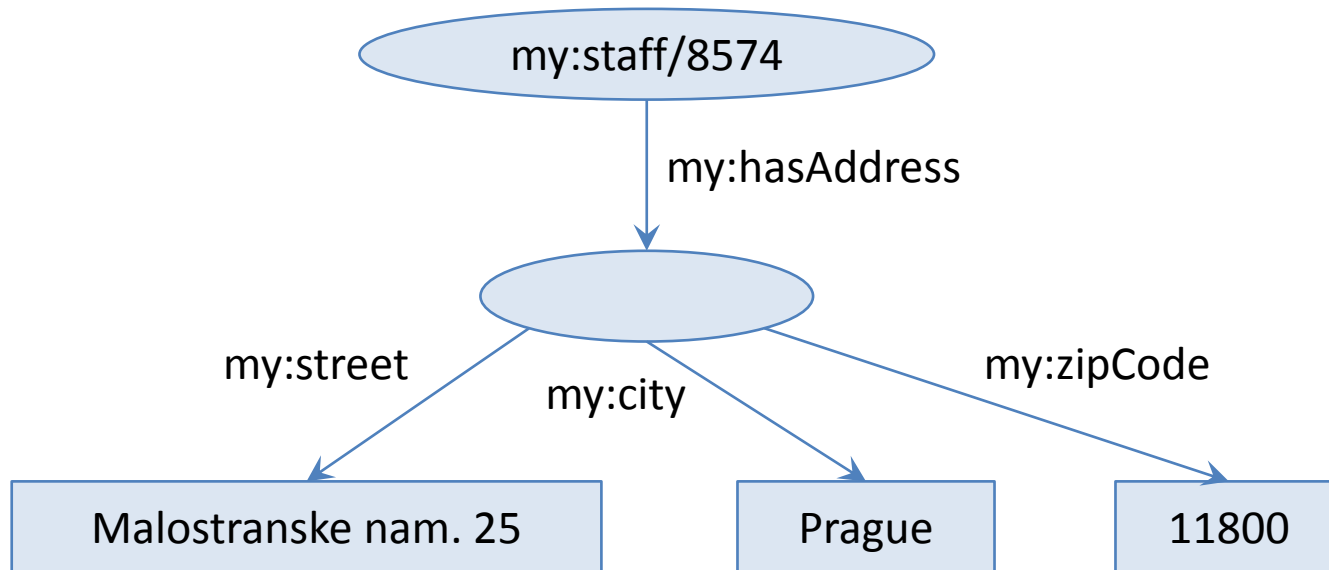 my:staff/8574
my:hasAddress
my:street
my:city
my:zipCode
Malostranske nam. 25
Prague
11800